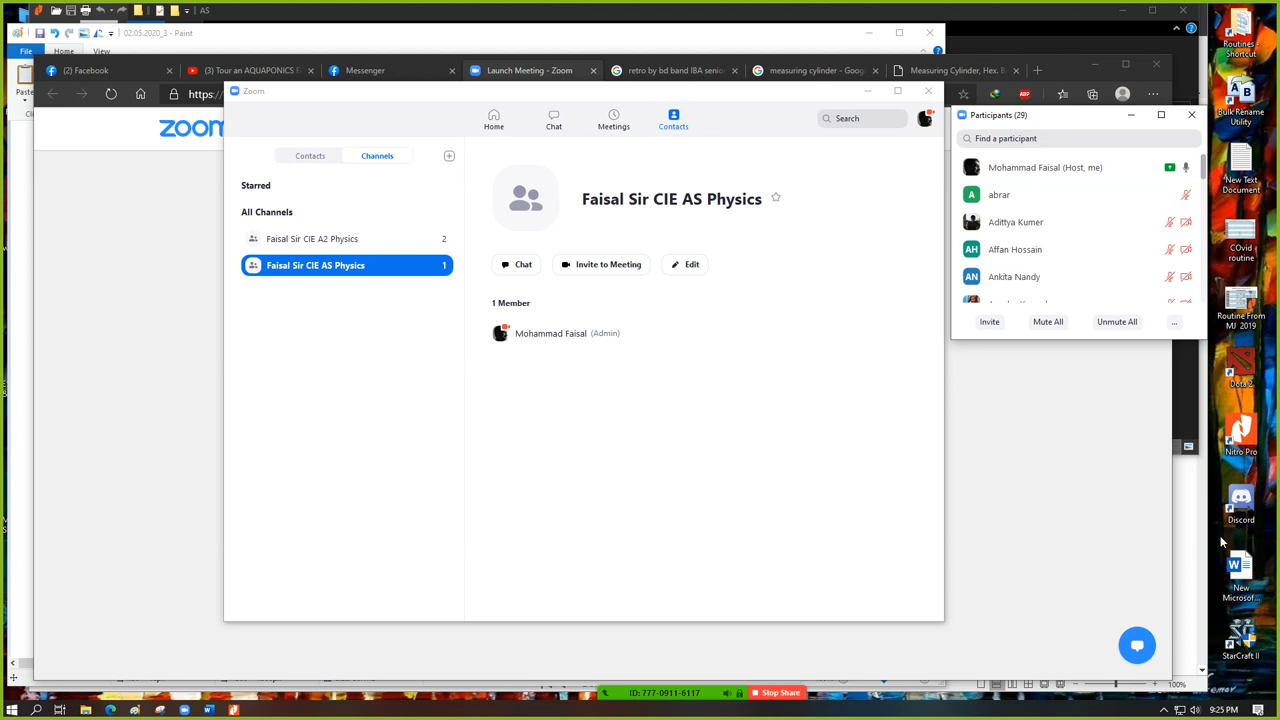 AS
02.05.2020_3 - Paint
File Home View
Paste
(2) Facebook
(3) Tour an AQUAPONICS F
Messenger
Launch Meeting - Zoom
retro by bd band IBA senio
measuring cylinder - Goog
Measuring Cylinder, Hex. B
https:/
ABP
zoom
Zoom
Home
Chat
Meetings
Contacts
Search
Contacts
Channels
Starred
All Channels
Faisal Sir CIE A2 Physics 2
Faisal Sir CIE AS Physics 1
Faisal Sir CIE AS Physics
Chat
Invite to Meeting
Edit
1 Member
Mohammad Faisal (Admin)
Participants (29)
Find a participant
Mohammad Faisal (Host, me)
A abrar
Adittya Kumer
AH Affan Hossain
AN Ankita Nandy
Invite
Mute All
Unmute All
...
Routines -
Shortcut
Bulk Rename
Utility
New Text
Document
COvid
routine
Routine From
MJ 2019
Dota 2
Nitro Pro
Discord
New
Microsof...
StarCraft II
100%
ID: 777-0911-6117
Stop Share
9:25 PM